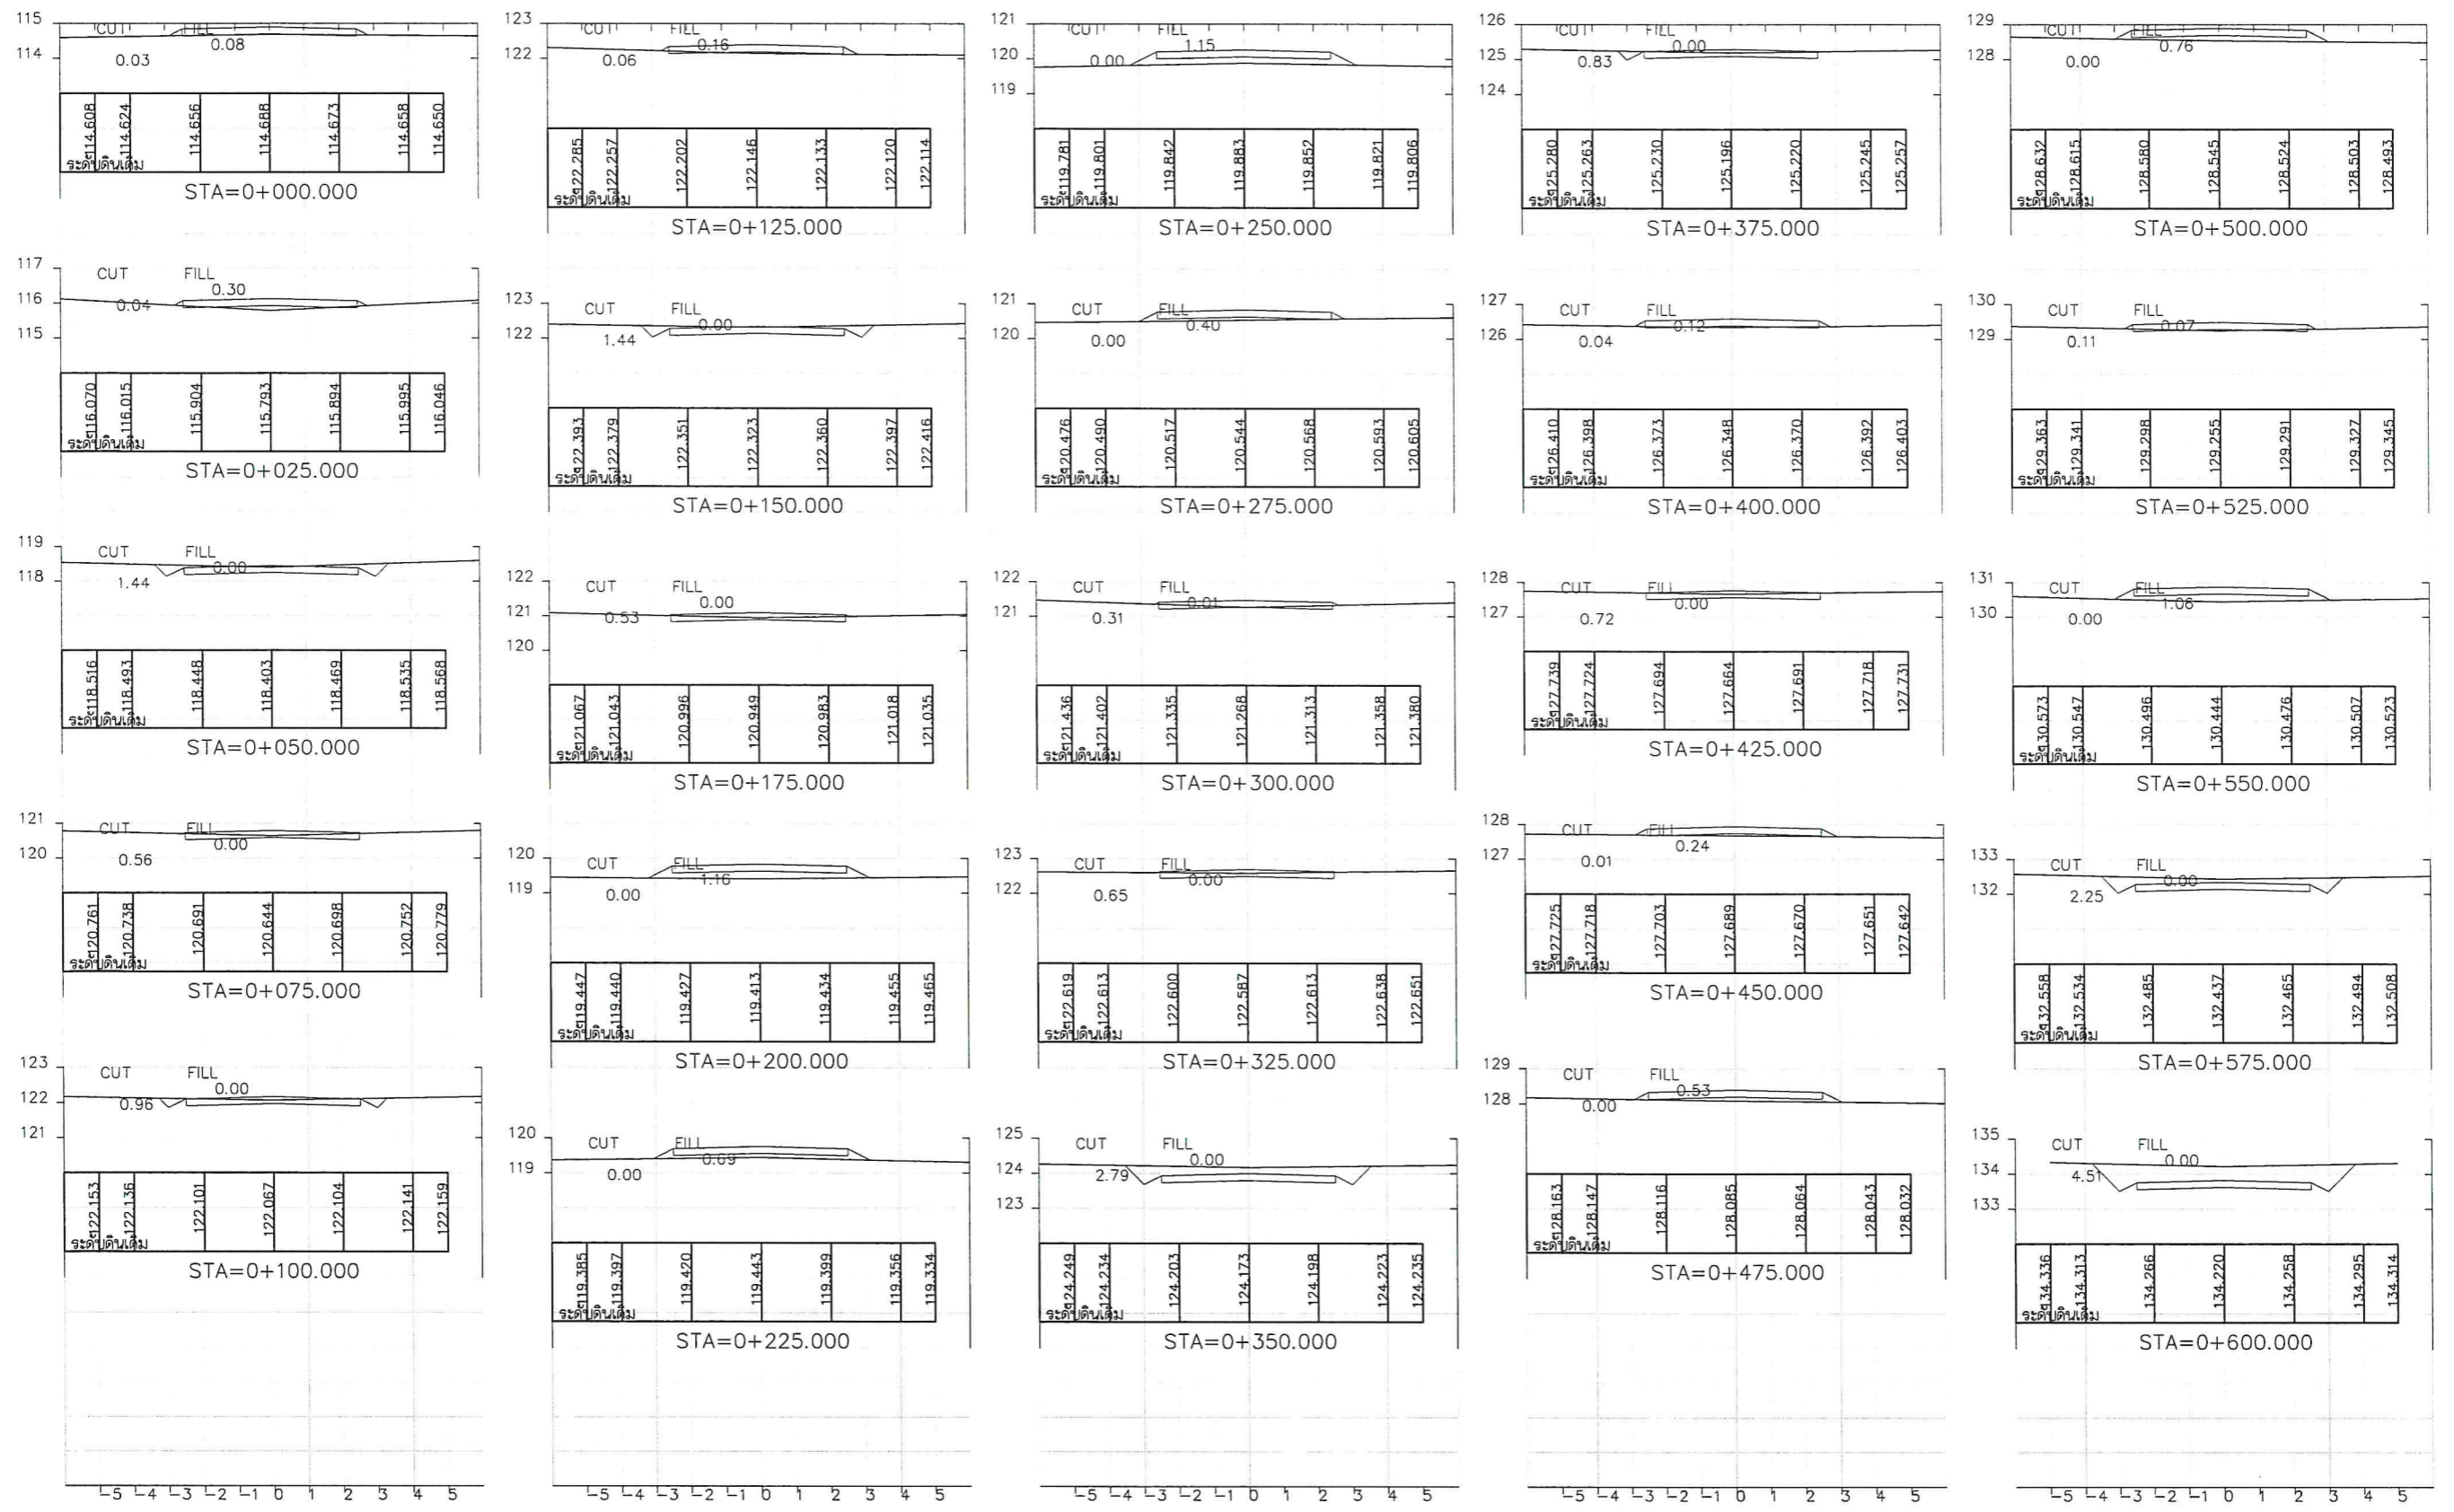 115
CUT FILL
0.08
114
0.03
114.608 114.624 114.656 114.688 114.673 114.658 114.650
ระดับดินเดิม
STA=0+000.000
117
CUT FILL
0.30
116
0.04
115
116.070 116.015 115.904 115.793 115.894 115.995 116.046
ระดับดินเดิม
STA=0+025.000
119
CUT FILL
0.00
118
1.44
118.516 118.493 118.448 118.403 118.469 118.535 118.568
ระดับดินเดิม
STA=0+050.000
121
CUT FILL
0.00
120
0.56
120.761 120.738 120.691 120.644 120.698 120.752 120.779
ระดับดินเดิม
STA=0+075.000
123
CUT FILL
0.00
122
0.96
121
122.153 122.136 122.101 122.067 122.104 122.141 122.159
ระดับดินเดิม
STA=0+100.000
-5 -4 -3 -2 -1 0 1 2 3 4 5
123
CUT FILL
0.16
122
0.06
122.285 122.257 122.202 122.146 122.133 122.120 122.114
ระดับดินเดิม
STA=0+125.000
123
CUT FILL
0.00
122
1.44
122.393 122.379 122.351 122.323 122.360 122.397 122.416
ระดับดินเดิม
STA=0+150.000
122
CUT FILL
0.00
121
0.53
120
121.067 121.043 120.996 120.949 120.983 121.018 121.035
ระดับดินเดิม
STA=0+175.000
120
CUT FILL
1.16
119
0.00
119.447 119.440 119.427 119.413 119.434 119.455 119.465
ระดับดินเดิม
STA=0+200.000
120
CUT FILL
0.69
119
0.00
119.385 119.397 119.420 119.443 119.399 119.356 119.334
ระดับดินเดิม
STA=0+225.000
-5 -4 -3 -2 -1 0 1 2 3 4 5
121
CUT FILL
1.15
120
0.00
119
119.781 119.801 119.842 119.883 119.852 119.821 119.806
ระดับดินเดิม
STA=0+250.000
121
CUT FILL
0.40
120
0.00
120.476 120.490 120.517 120.544 120.568 120.593 120.605
ระดับดินเดิม
STA=0+275.000
122
CUT FILL
0.01
121
0.31
121.436 121.402 121.335 121.268 121.313 121.358 121.380
ระดับดินเดิม
STA=0+300.000
123
CUT FILL
0.00
122
0.65
122.619 122.613 122.600 122.587 122.613 122.638 122.651
ระดับดินเดิม
STA=0+325.000
125
CUT FILL
0.00
124
2.79
123
124.249 124.234 124.203 124.173 124.198 124.223 124.235
ระดับดินเดิม
STA=0+350.000
-5 -4 -3 -2 -1 0 1 2 3 4 5
126
CUT FILL
0.00
125
0.83
124
125.280 125.263 125.230 125.196 125.220 125.245 125.257
ระดับดินเดิม
STA=0+375.000
127
CUT FILL
0.12
126
0.04
126.410 126.398 126.373 126.348 126.370 126.392 126.403
ระดับดินเดิม
STA=0+400.000
128
CUT FILL
0.00
127
0.72
127.739 127.724 127.694 127.664 127.691 127.718 127.731
ระดับดินเดิม
STA=0+425.000
128
CUT FILL
0.24
127
0.01
127.725 127.718 127.703 127.689 127.670 127.651 127.642
ระดับดินเดิม
STA=0+450.000
129
CUT FILL
0.53
128
0.00
128.163 128.147 128.116 128.085 128.064 128.043 128.032
ระดับดินเดิม
STA=0+475.000
-5 -4 -3 -2 -1 0 1 2 3 4 5
129
CUT FILL
0.76
128
0.00
128.632 128.615 128.580 128.545 128.524 128.503 128.493
ระดับดินเดิม
STA=0+500.000
130
CUT FILL
0.07
129
0.11
129.363 129.341 129.298 129.255 129.291 129.327 129.345
ระดับดินเดิม
STA=0+525.000
131
CUT FILL
1.06
130
0.00
130.573 130.547 130.496 130.444 130.476 130.507 130.523
ระดับดินเดิม
STA=0+550.000
133
CUT FILL
0.00
132
2.25
132.558 132.534 132.485 132.437 132.465 132.494 132.508
ระดับดินเดิม
STA=0+575.000
135
CUT FILL
0.00
134
4.51
133
134.336 134.313 134.266 134.220 134.258 134.295 134.314
ระดับดินเดิม
STA=0+600.000
-5 -4 -3 -2 -1 0 1 2 3 4 5